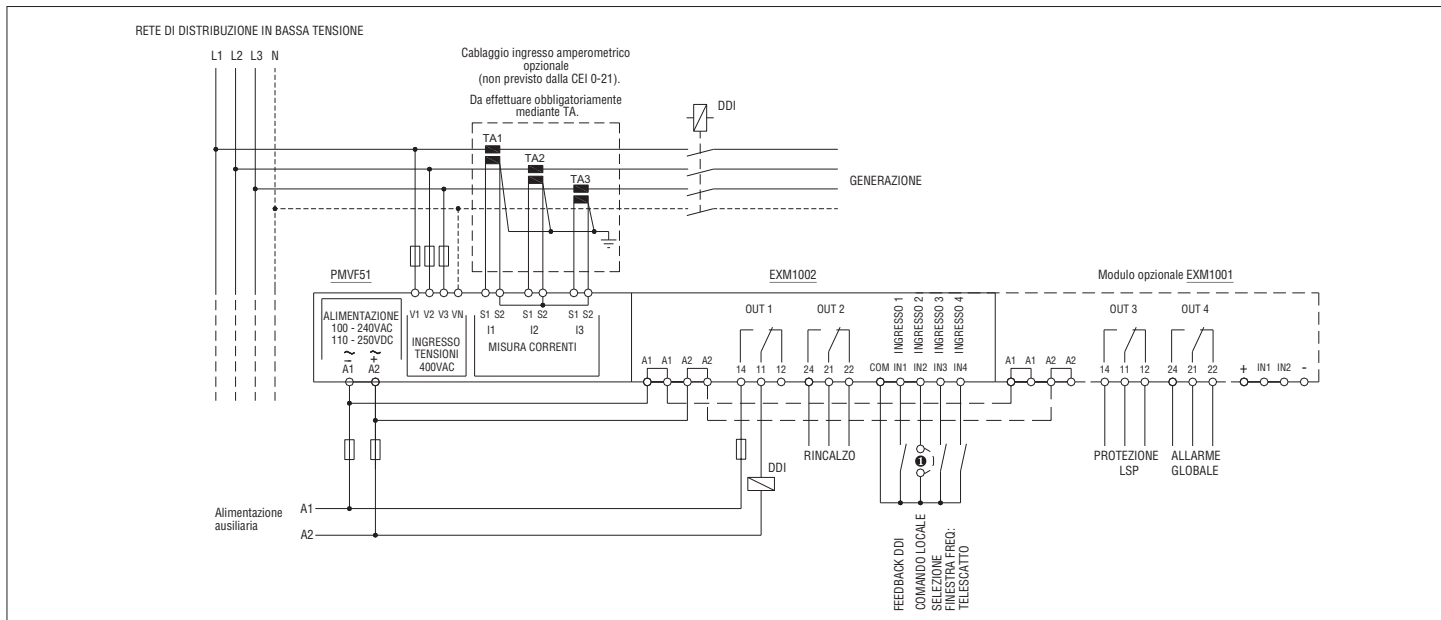 RETE DI DISTRIBUZIONE IN BASSA TENSIONE
L1 L2 L3 N
Cablaggio ingresso amperometrico
opzionale
(non previsto dalla CEI 0-21).
Da effettuare obbligatoriamente
mediante TA.
DDI
TA1
TA2
TA3
GENERAZIONE
PMVF51
EXM1002
Modulo opzionale EXM1001
ALIMENTAZIONE
100 - 240VAC
110 - 250VDC
~ ~
- +
A1 A2
V1 V2 V3 VN
INGRESSO
TENSIONI
400VAC
S1 S2 S1 S2 S1 S2
I1 I2 I3
MISURA CORRENTI
A1 A1 A2 A2
OUT 1
14 11 12
OUT 2
24 21 22
INGRESSO 1
INGRESSO 2
INGRESSO 3
INGRESSO 4
COM IN1 IN2 IN3 IN4
A1 A1 A2 A2
OUT 3
14 11 12
OUT 4
24 21 22
+ IN1 IN2 -
DDI
RINCALZO
1
PROTEZIONE
LSP
ALLARME
GLOBALE
Alimentazione
ausiliaria
A1
A2
FEEDBACK DDI
COMANDO LOCALE
SELEZIONE
FINESTRA FREQ:
TELESCATTO